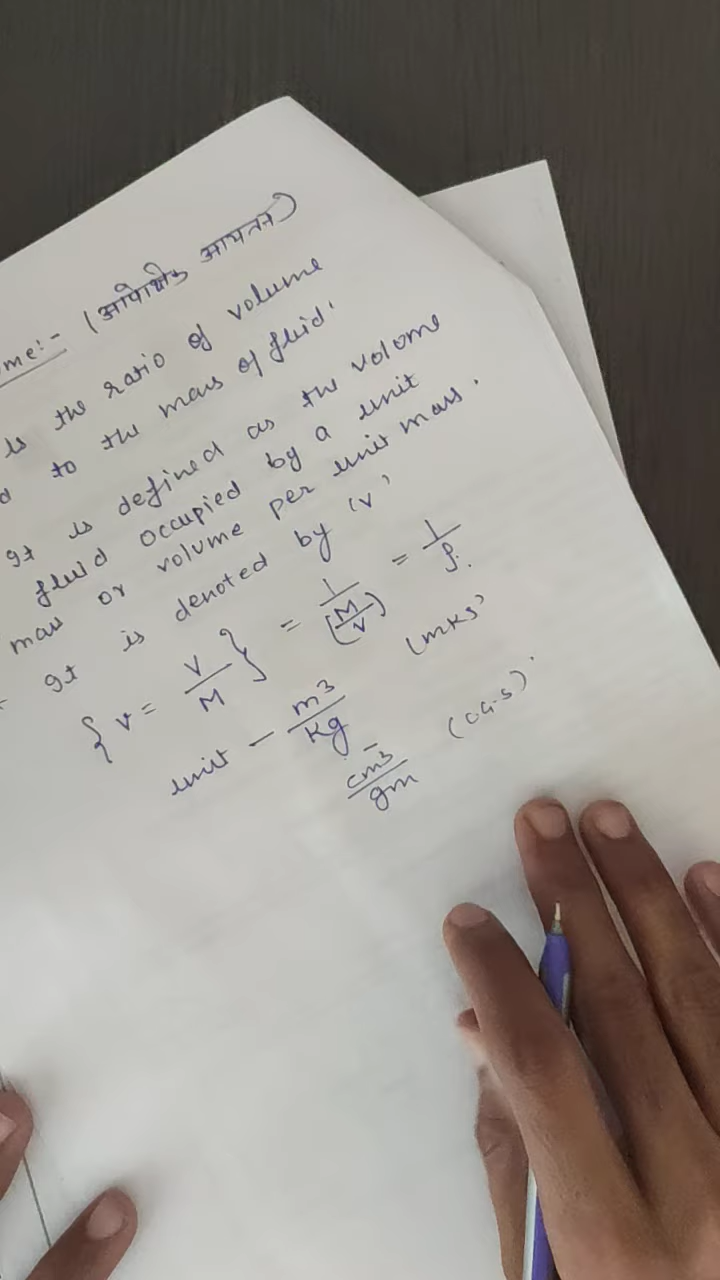 ome:- (आपेक्षीक आयतन)
is the ratio of volume
d to the mass of fluid.
It is defined as the volume
fluid occupied by a unit
mass or volume per unit mass.
It is denoted by 'v'
{ v = V/M } = 1/(M/V) = 1/ρ.
unit - m³/kg (mks)
cm³/gm (C.G.S).